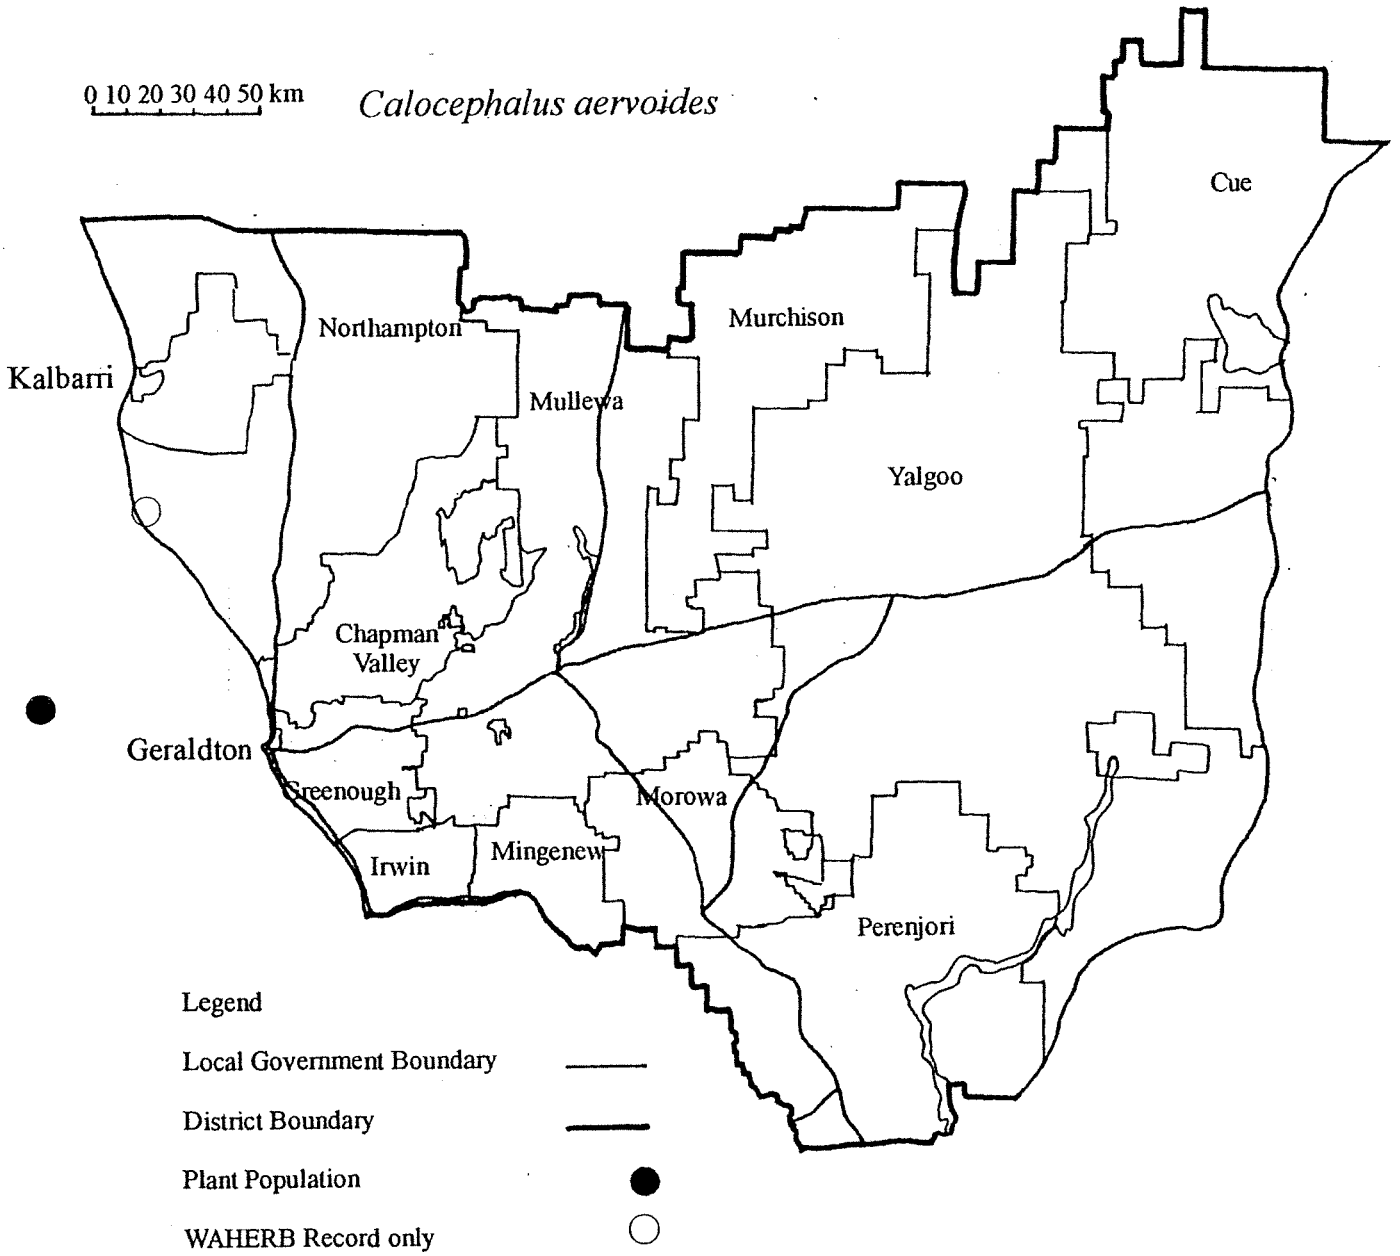 0 10 20 30 40 50 km
Calocephalus aervoides
Cue
Northampton
Murchison
Kalbarri
Mullewa
Yalgoo
Chapman
Valley
Geraldton
Greenough
Morowa
Irwin
Mingenew
Perenjori
Legend
Local Government Boundary
District Boundary
Plant Population
WAHERB Record only